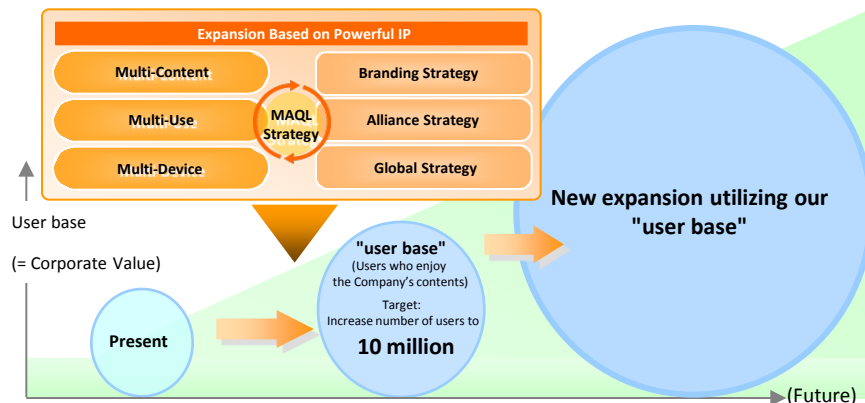 Expansion Based on Powerful IP
Multi-Content
Branding Strategy
Multi-Use
MAQL
Strategy
Alliance Strategy
Multi-Device
Global Strategy
User base
(= Corporate Value)
Present
"user base"
(Users who enjoy
the Company's contents)
Target:
Increase number of users to
10 million
New expansion utilizing our
"user base"
(Future)